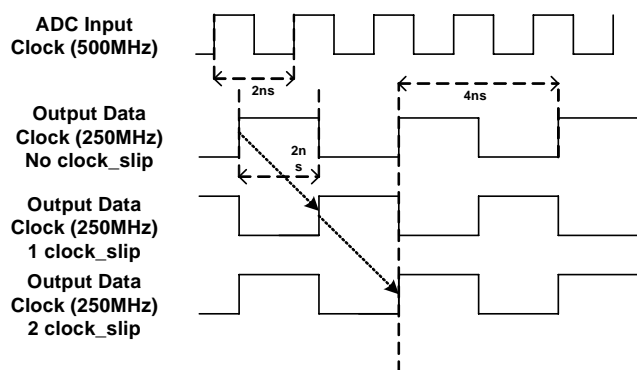 ADC Input
Clock (500MHz)
2ns
4ns
Output Data
Clock (250MHz)
No clock_slip
2n
s
Output Data
Clock (250MHz)
1 clock_slip
Output Data
Clock (250MHz)
2 clock_slip